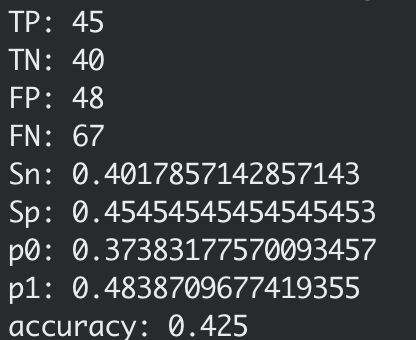 TP: 45
TN: 40
FP: 48
FN: 67
Sn: 0.4017857142857143
Sp: 0.45454545454545453
p0: 0.37383177570093457
p1: 0.4838709677419355
accuracy: 0.425